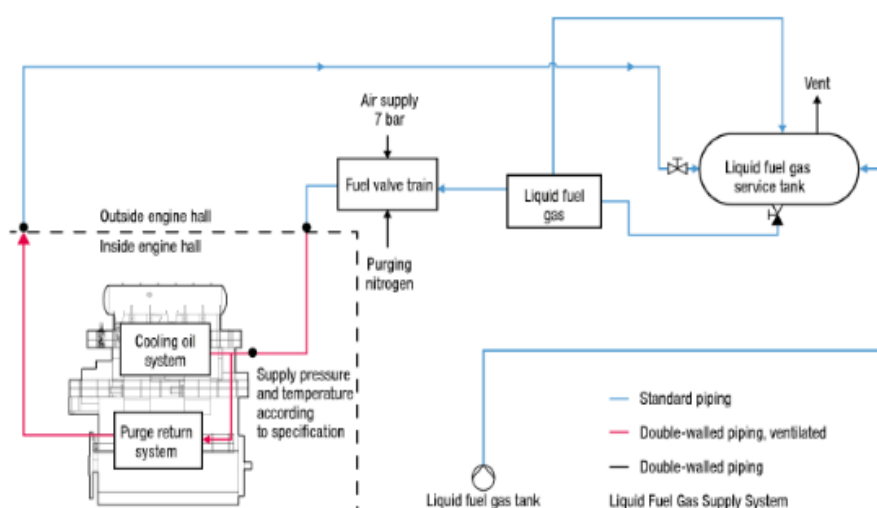 Air supply
7 bar
Fuel valve train
Liquid fuel
gas
Vent
Liquid fuel gas
service tank
Outside engine hall
Inside engine hall
Purging
nitrogen
Cooling oil
system
Supply pressure
and temperature
according
to specification
Purge return
system
Liquid fuel gas tank
Standard piping
Double-walled piping, ventilated
Double-walled piping
Liquid Fuel Gas Supply System